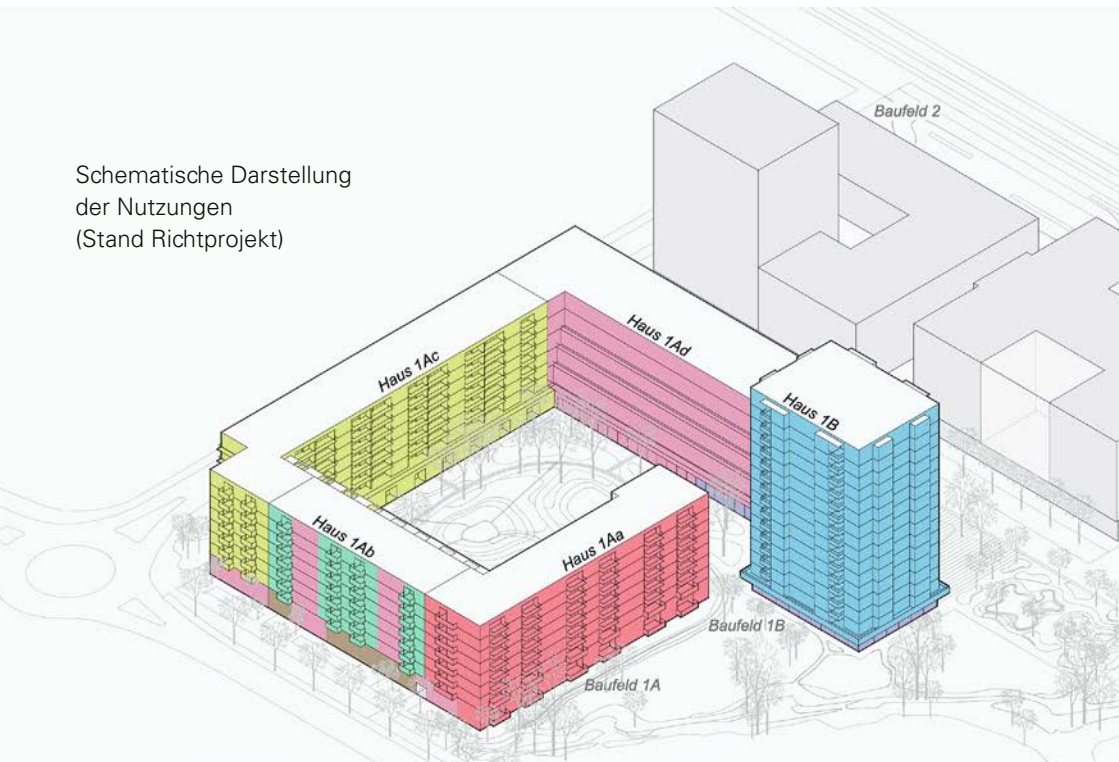 Baufeld 2
Schematische Darstellung
der Nutzungen
(Stand Richtprojekt)
Haus 1Ad
Haus 1Ac
Haus 1B
Haus 1Ab
Haus 1Aa
Baufeld 1B
Baufeld 1A